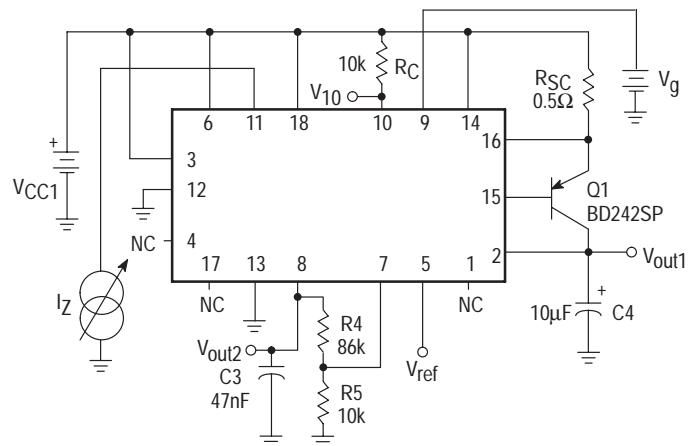 10k
R_C
V_10
R_SC
0.5Ω
V_g
6
11
18
10
9
14
16
3
+
V_CC1
12
15
Q1
BD242SP
NC
4
2
V_out1
17
13
8
7
5
1
I_Z
NC
NC
+
10µF
C4
R4
86k
V_out2
C3
47nF
V_ref
R5
10k